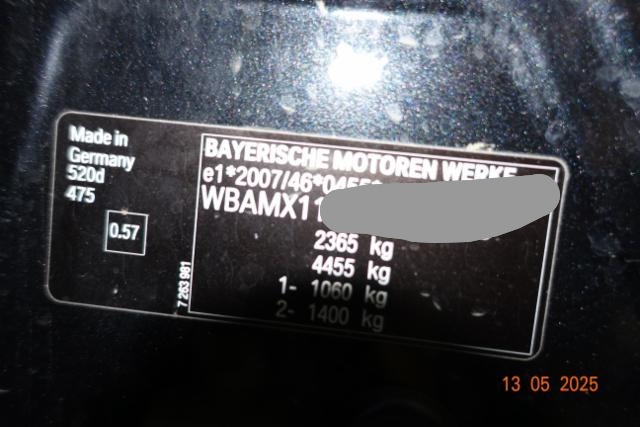 Made in
Germany
520d
475
0.57
7 263 981
BAYERISCHE MOTOREN WERKE
e1*2007/46*0455*
WBAMX11
2365 kg
4455 kg
1- 1060 kg
2- 1400 kg
13 05 2025